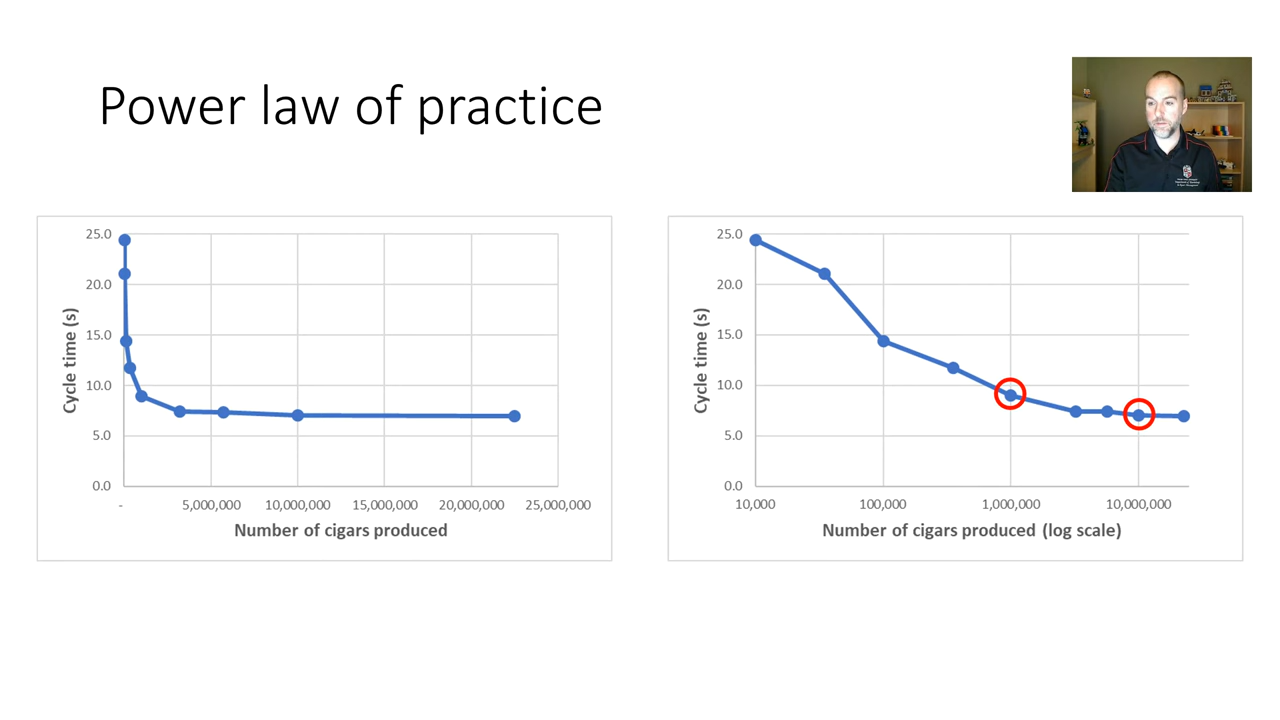 Power law of practice
25.0
20.0
15.0
10.0
5.0
0.0
Cycle time (s)
- 5,000,000 10,000,000 15,000,000 20,000,000 25,000,000
Number of cigars produced
25.0
20.0
15.0
10.0
5.0
0.0
Cycle time (s)
10,000 100,000 1,000,000 10,000,000
Number of cigars produced (log scale)